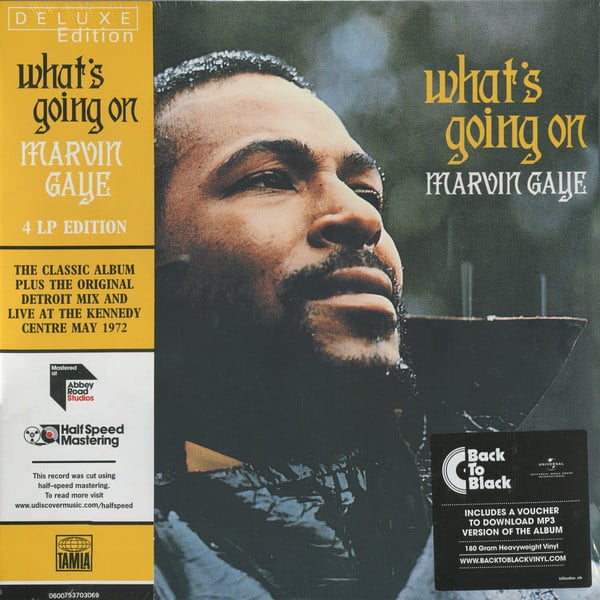 DELUXE
Edition
what's
going on
MARVIN
GAYE
4 LP EDITION
THE CLASSIC ALBUM
PLUS THE ORIGINAL
DETROIT MIX AND
LIVE AT THE KENNEDY
CENTRE MAY 1972
Mastered
at
Abbey
Road
Studios
Half Speed
Mastering
This record was cut using
half-speed mastering.
To read more visit
www.udiscovermusic.com/halfspeed
TAMLA
0600753703069
what's
going on
MARVIN GAYE
Back
To
Black
UNIVERSAL
UNIVERSAL MUSIC GROUP
INCLUDES A VOUCHER
TO DOWNLOAD MP3
VERSION OF THE ALBUM
180 Gram Heavyweight Vinyl
WWW.BACKTOBLACKVINYL.COM